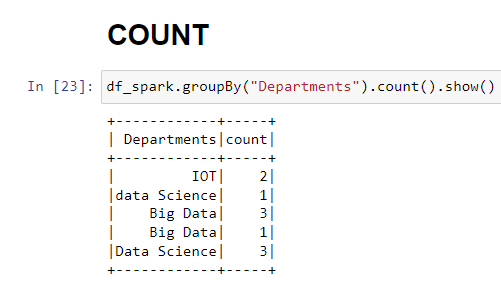 COUNT
In [23]: df_spark.groupBy("Departments").count().show()
+------------+-----+
| Departments|count|
+------------+-----+
|         IOT|    2|
|data Science|    1|
|    Big Data|    3|
|    Big Data|    1|
|Data Science|    3|
+------------+-----+